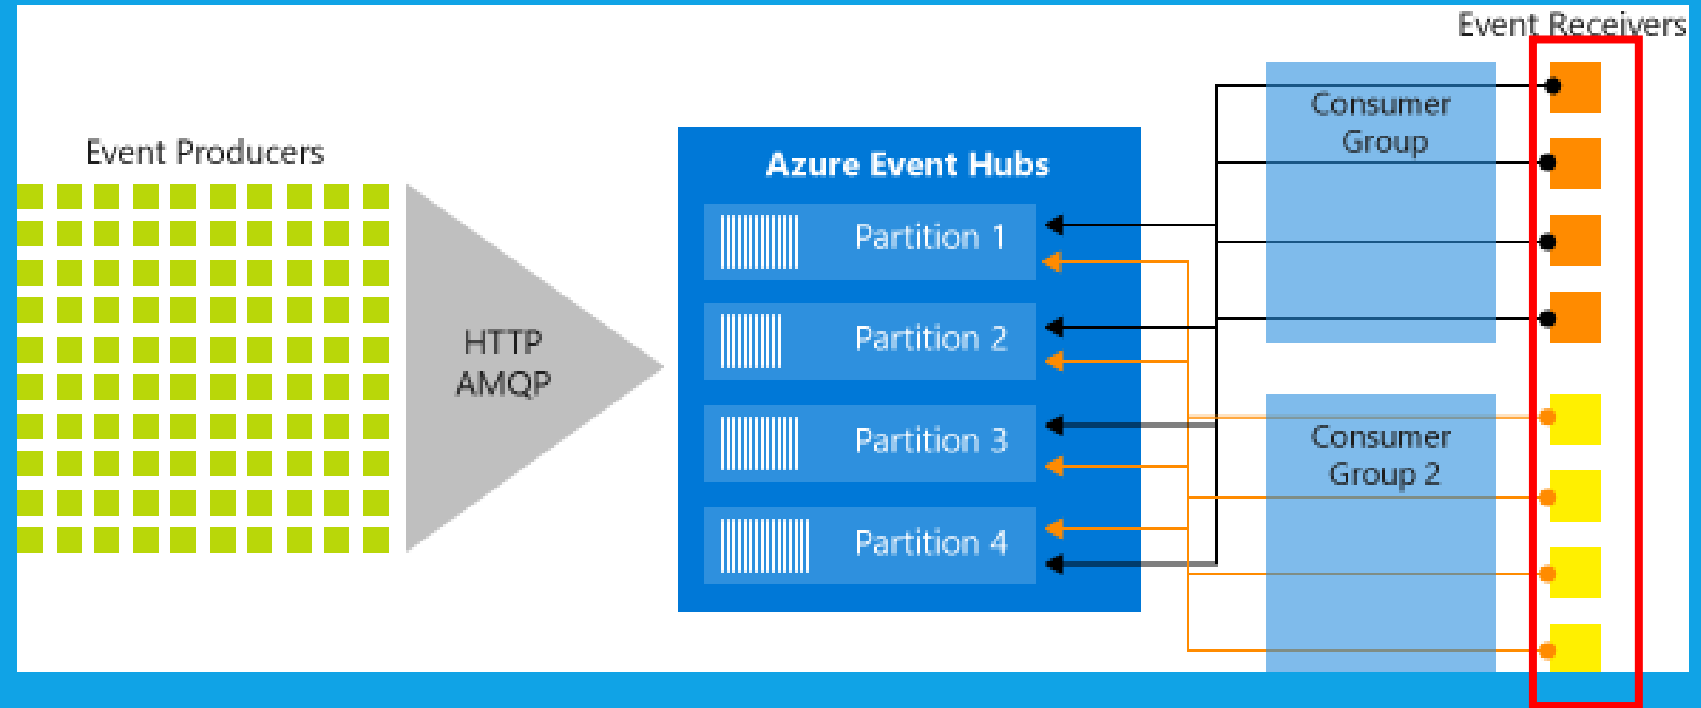 Event Receivers
Consumer
Group
Event Producers
Azure Event Hubs
Partition 1
Partition 2
HTTP
AMQP
Partition 3
Consumer
Group 2
Partition 4